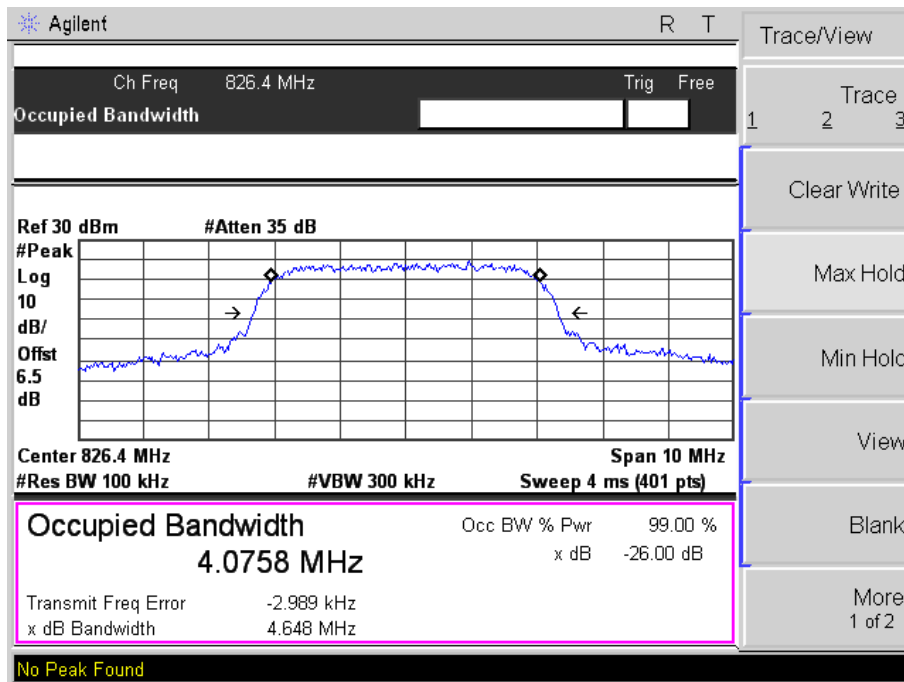 Agilent
R T
Trace/View
Ch Freq 826.4 MHz Trig Free
Occupied Bandwidth
Trace
1 2 3
Clear Write
Max Hold
Min Hold
View
Blank
More
1 of 2
Ref 30 dBm #Atten 35 dB
#Peak
Log
10
dB/
Offst
6.5
dB
Center 826.4 MHz Span 10 MHz
#Res BW 100 kHz #VBW 300 kHz Sweep 4 ms (401 pts)
Occupied Bandwidth
4.0758 MHz
Occ BW % Pwr 99.00 %
x dB -26.00 dB
Transmit Freq Error -2.989 kHz
x dB Bandwidth 4.648 MHz
No Peak Found